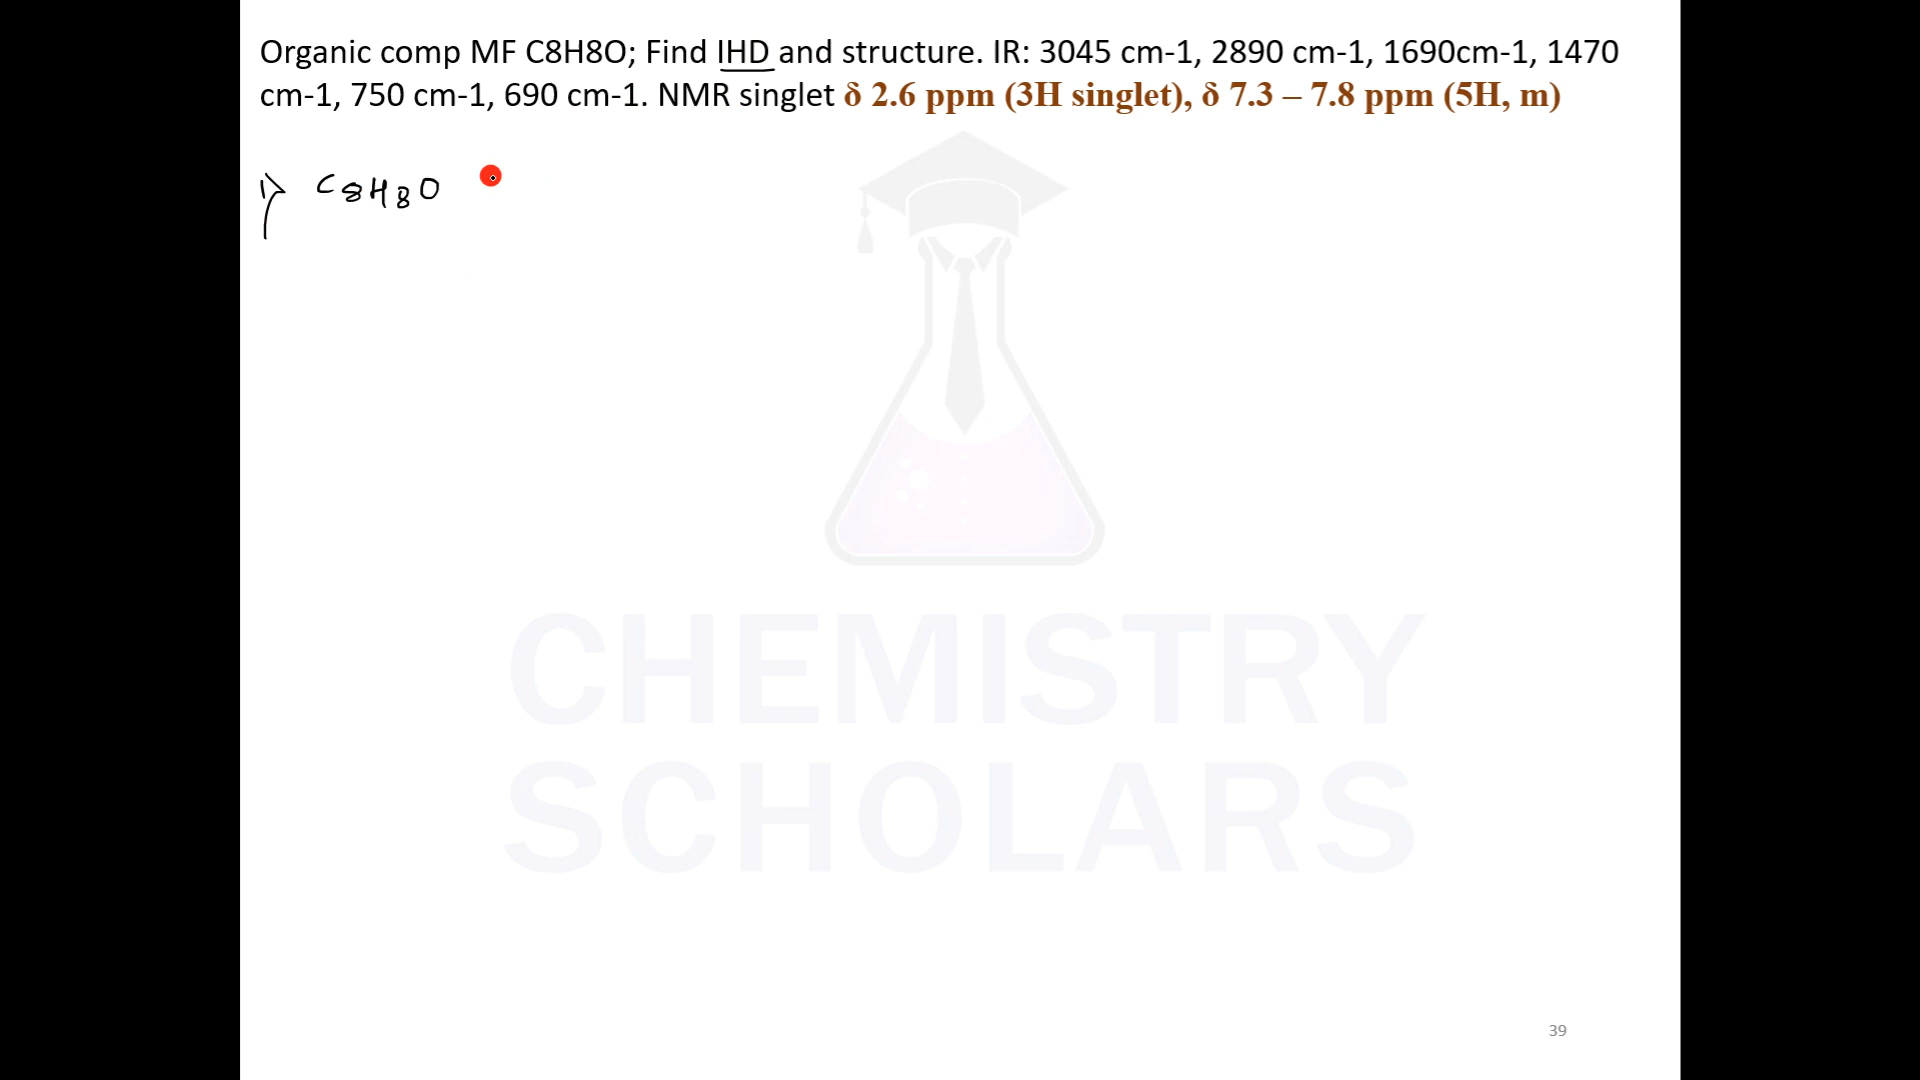 Organic comp MF C8H8O; Find IHD and structure. IR: 3045 cm-1, 2890 cm-1, 1690cm-1, 1470
cm-1, 750 cm-1, 690 cm-1. NMR singlet δ 2.6 ppm (3H singlet), δ 7.3 – 7.8 ppm (5H, m)
C8H8O
CHEMISTRY
SCHOLARS
39